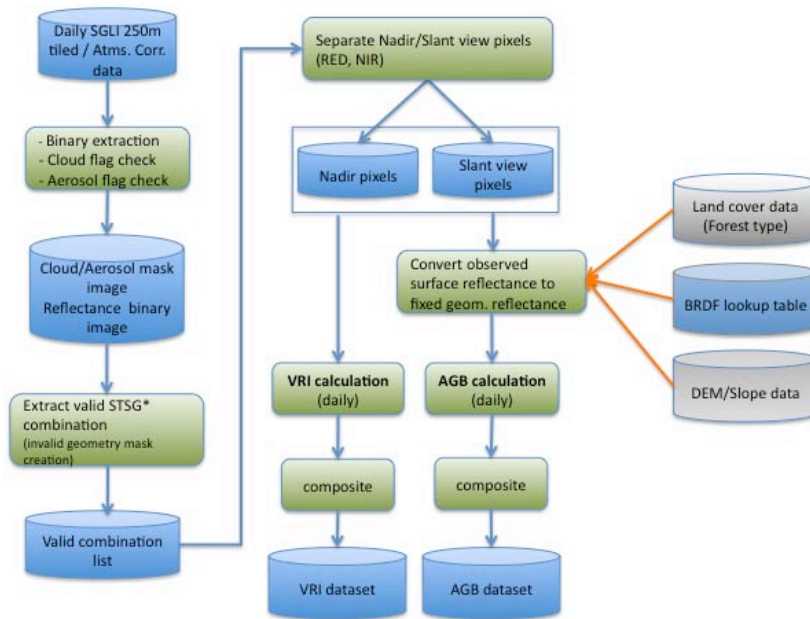 Daily SGLI 250m
tiled / Atms. Corr.
data
- Binary extraction
- Cloud flag check
- Aerosol flag check
Cloud/Aerosol mask
image
Reflectance binary
image
Extract valid STSG*
combination
(invalid geometry mask
creation)
Valid combination
list
Separate Nadir/Slant view pixels
(RED, NIR)
Nadir pixels
Slant view
pixels
Convert observed
surface reflectance to
fixed geom. reflectance
Land cover data
(Forest type)
BRDF lookup table
DEM/Slope data
VRI calculation
(daily)
AGB calculation
(daily)
composite
composite
VRI dataset
AGB dataset